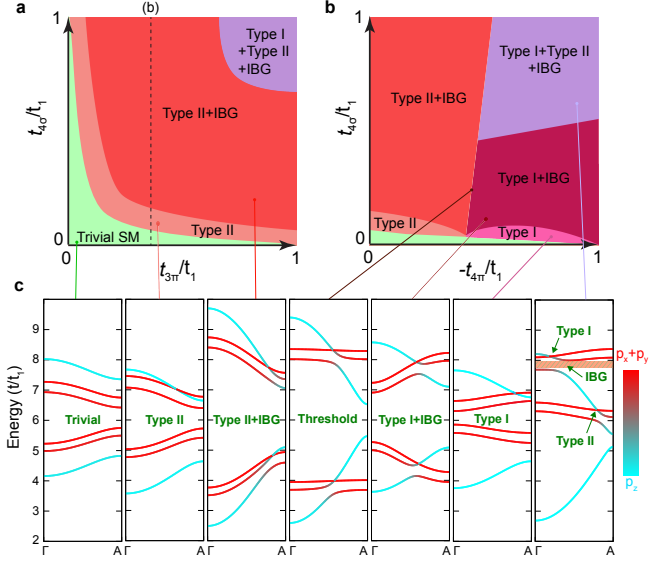 a
(b)
b
1
Type I
+Type II
+IBG
t4σ/t1
Type II+IBG
Type II
Trivial SM
0
0
t3π/t1
1
1
Type I+Type II
+IBG
t4σ/t1
Type II+IBG
Type I+IBG
Type II
Type I
0
0
-t4π/t1
1
c
Energy (t/t1)
9
8
7
6
5
4
3
2
Trivial
Type II
Type II+IBG
Threshold
Type I+IBG
Type I
Type I
IBG
Type II
px+py
pz
Γ A
Γ A
Γ A
Γ A
Γ A
Γ A
Γ A